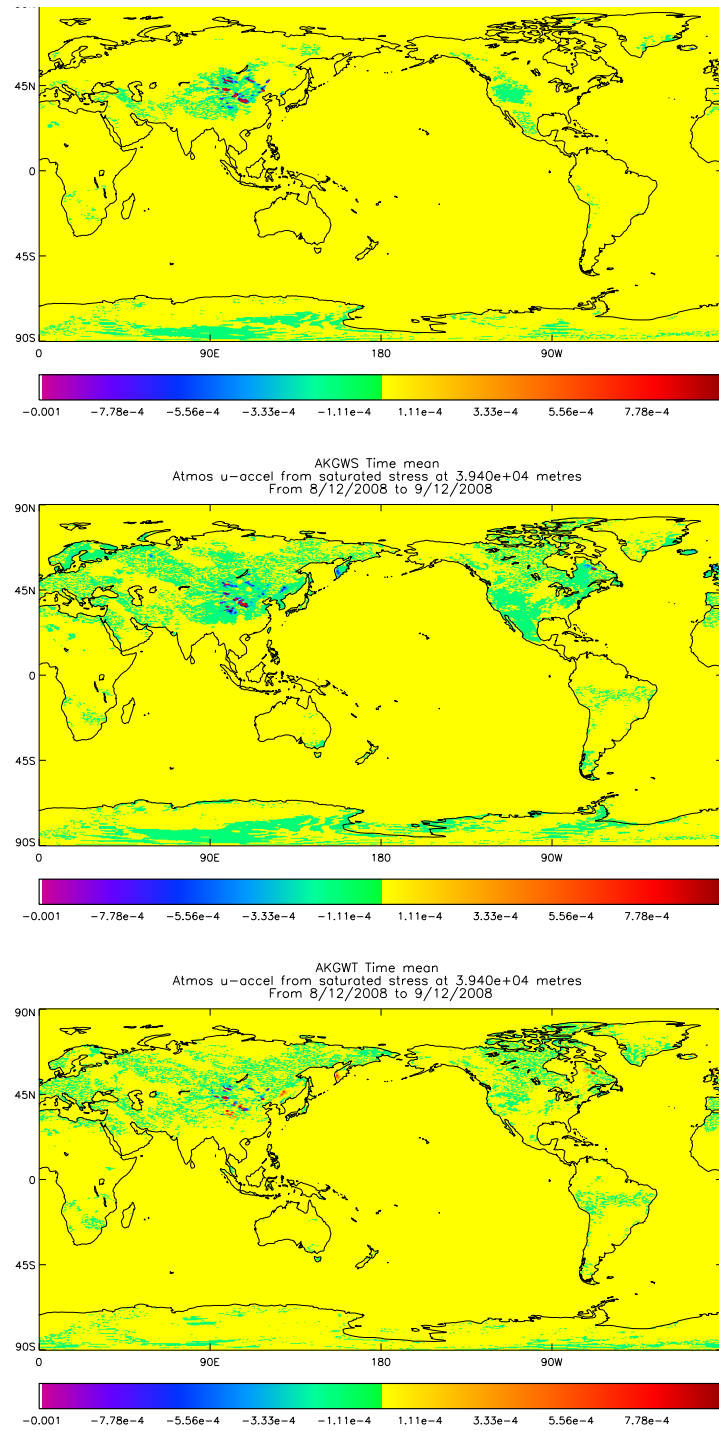 45N
0
45S
90S
0 90E 180 90W
-0.001 -7.78e-4 -5.56e-4 -3.33e-4 -1.11e-4 1.11e-4 3.33e-4 5.56e-4 7.78e-4
AKGWS Time mean
Atmos u-accel from saturated stress at 3.940e+04 metres
From 8/12/2008 to 9/12/2008
90N
45N
0
45S
90S
0 90E 180 90W
-0.001 -7.78e-4 -5.56e-4 -3.33e-4 -1.11e-4 1.11e-4 3.33e-4 5.56e-4 7.78e-4
AKGWT Time mean
Atmos u-accel from saturated stress at 3.940e+04 metres
From 8/12/2008 to 9/12/2008
90N
45N
0
45S
90S
0 90E 180 90W
-0.001 -7.78e-4 -5.56e-4 -3.33e-4 -1.11e-4 1.11e-4 3.33e-4 5.56e-4 7.78e-4